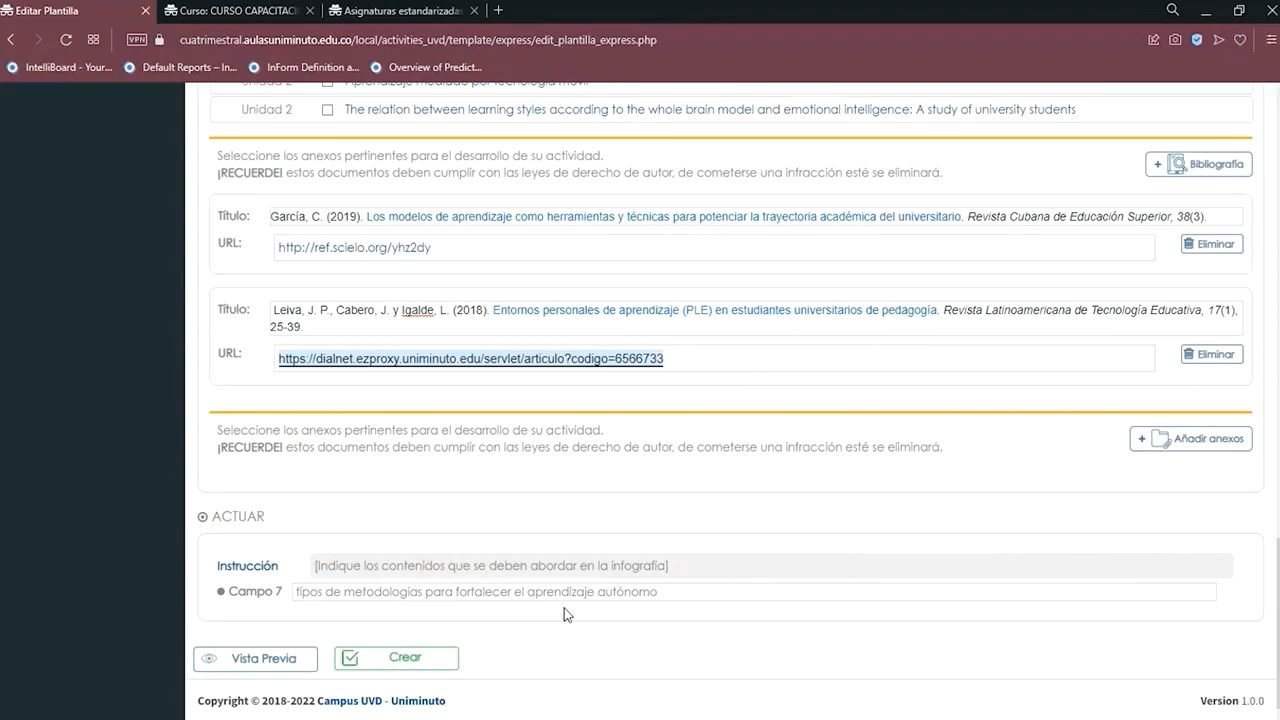 Editar Plantilla
Curso: CURSO CAPACITACI
Asignaturas estandarizadas
VPN
cuatrimestral.aulasuniminuto.edu.co/local/activities_uvd/template/express/edit_plantilla_express.php
IntelliBoard - Your...
Default Reports – In...
InForm Definition a...
Overview of Predict...
Unidad 2 Aprendizaje mediado por tecnología móvil
Unidad 2 The relation between learning styles according to the whole brain model and emotional intelligence: A study of university students
Seleccione los anexos pertinentes para el desarrollo de su actividad.
¡RECUERDE! estos documentos deben cumplir con las leyes de derecho de autor, de cometerse una infracción esté se eliminará.
+ Bibliografía
Título: García, C. (2019). Los modelos de aprendizaje como herramientas y técnicas para potenciar la trayectoria académica del universitario. Revista Cubana de Educación Superior, 38(3).
URL: http://ref.scielo.org/yhz2dy
Eliminar
Título: Leiva, J. P., Cabero, J. y Igalde, L. (2018). Entornos personales de aprendizaje (PLE) en estudiantes universitarios de pedagogía. Revista Latinoamericana de Tecnología Educativa, 17(1),
25-39.
URL: https://dialnet.ezproxy.uniminuto.edu/servlet/articulo?codigo=6566733
Eliminar
Seleccione los anexos pertinentes para el desarrollo de su actividad.
¡RECUERDE! estos documentos deben cumplir con las leyes de derecho de autor, de cometerse una infracción esté se eliminará.
+ Añadir anexos
ACTUAR
Instrucción [Indique los contenidos que se deben abordar en la infografía]
Campo 7 tipos de metodologías para fortalecer el aprendizaje autónomo
Vista Previa
Crear
Copyright © 2018-2022 Campus UVD - Uniminuto
Version 1.0.0